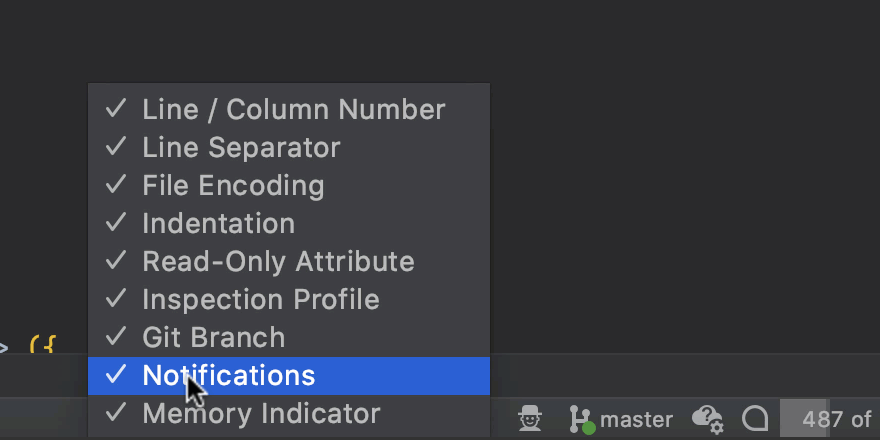 Line / Column Number
Line Separator
File Encoding
Indentation
Read-Only Attribute
Inspection Profile
Git Branch
> ({
Notifications
Memory Indicator
master
487 of